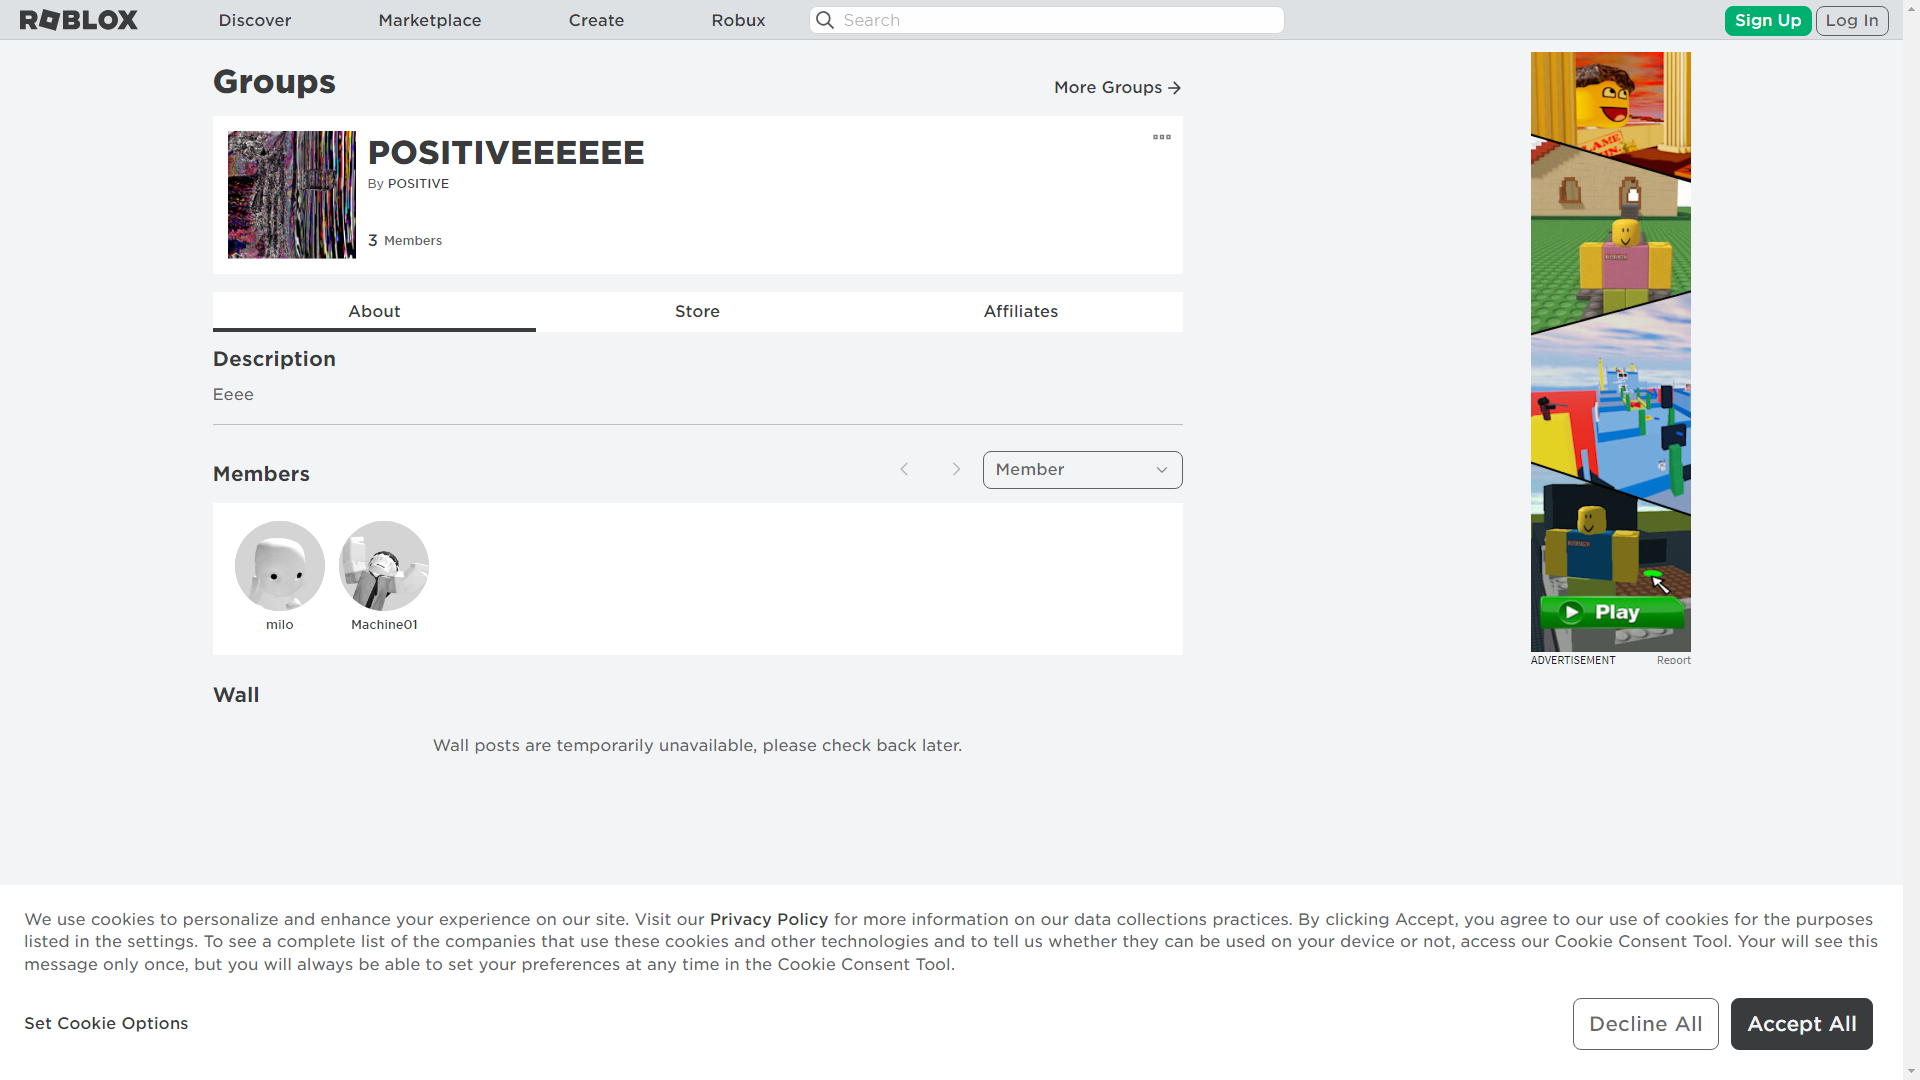 ROBLOX
Discover
Marketplace
Create
Robux
Search
Sign Up
Log In
Groups
More Groups
POSITIVEEEEEE
By POSITIVE
3 Members
About
Store
Affiliates
Description
Eeee
Members
Member
milo
Machine01
Wall
Wall posts are temporarily unavailable, please check back later.
Play
ADVERTISEMENT
Report
We use cookies to personalize and enhance your experience on our site. Visit our Privacy Policy for more information on our data collections practices. By clicking Accept, you agree to our use of cookies for the purposes
listed in the settings. To see a complete list of the companies that use these cookies and other technologies and to tell us whether they can be used on your device or not, access our Cookie Consent Tool. Your will see this
message only once, but you will always be able to set your preferences at any time in the Cookie Consent Tool.
Set Cookie Options
Decline All
Accept All